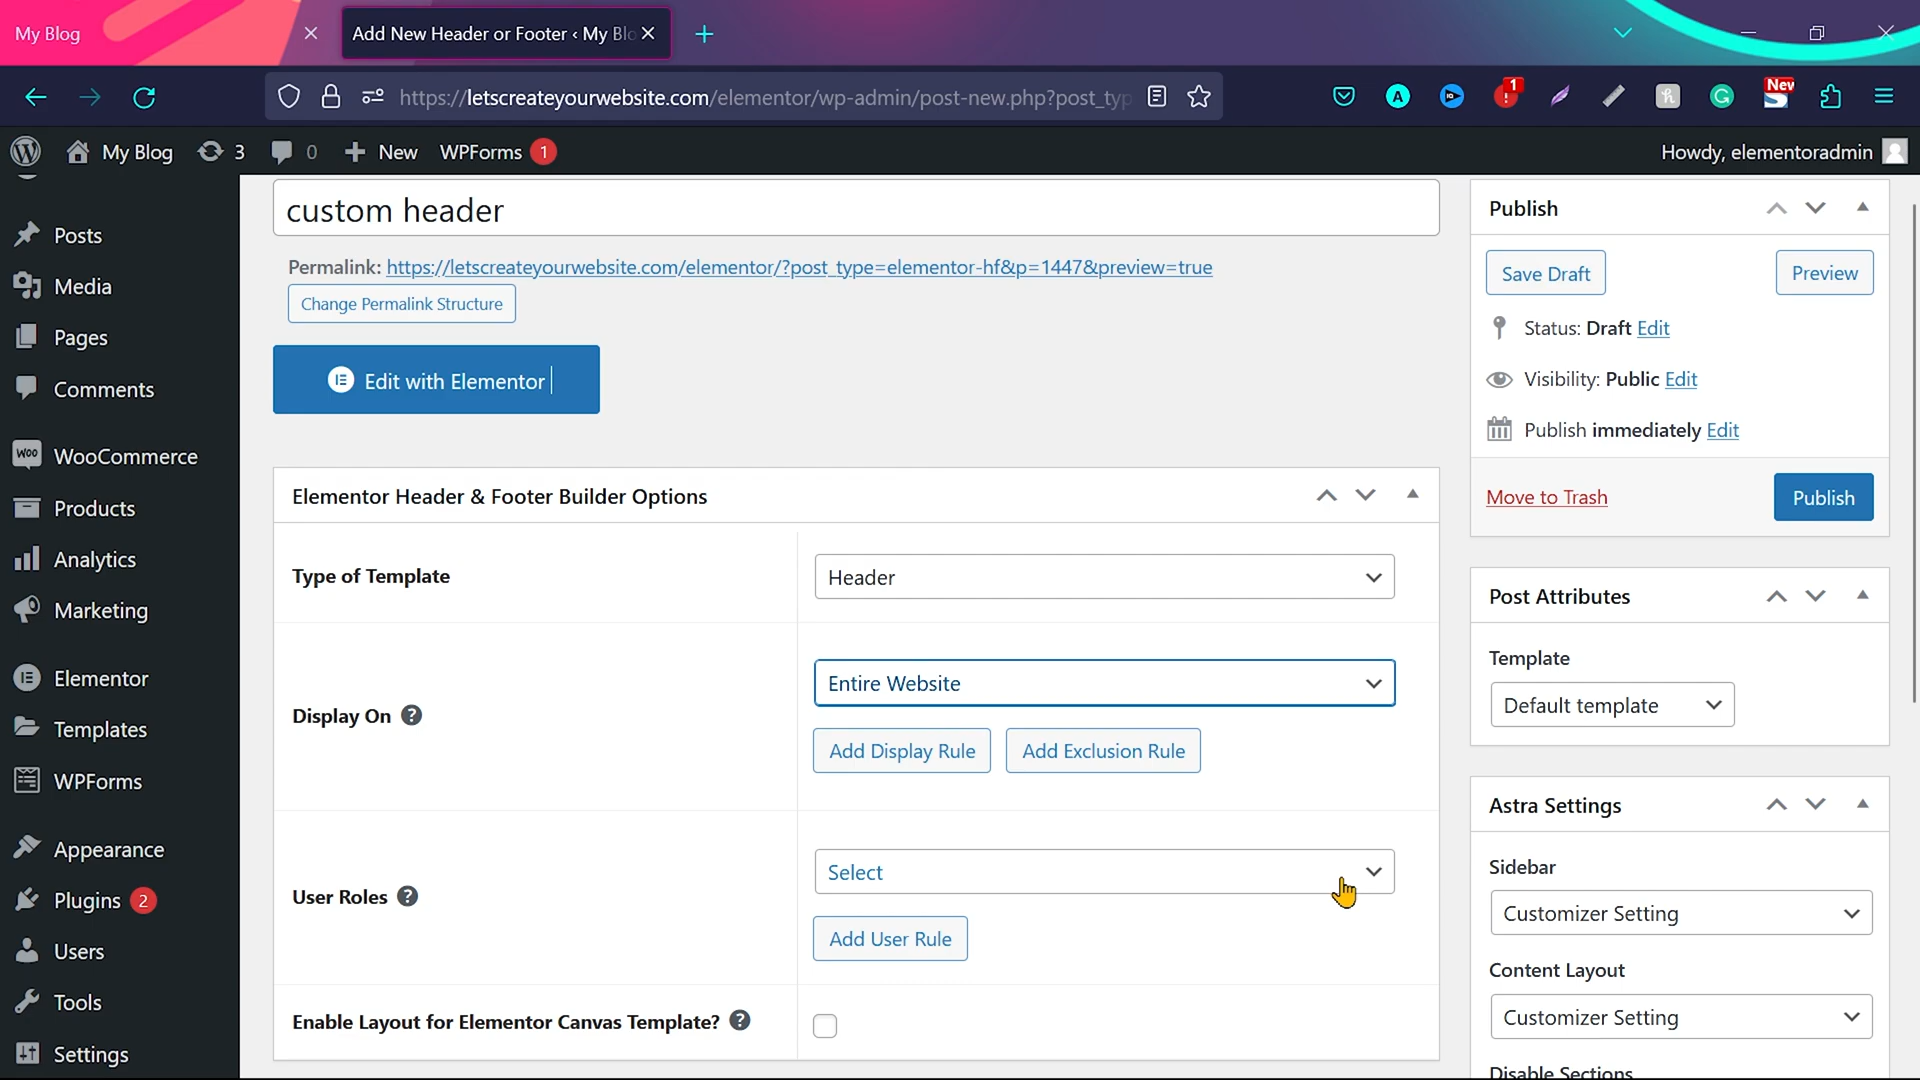 My Blog
Add New Header or Footer ‹ My Blo
https://letscreateyourwebsite.com/elementor/wp-admin/post-new.php?post_typ
1
New
My Blog
3
0
New
WPForms 1
Howdy, elementoradmin
Posts
Media
Pages
Comments
WooCommerce
Products
Analytics
Marketing
Elementor
Templates
WPForms
Appearance
Plugins 2
Users
Tools
Settings
custom header
Permalink: https://letscreateyourwebsite.com/elementor/?post_type=elementor-hf&p=1447&preview=true
Change Permalink Structure
Edit with Elementor
Elementor Header & Footer Builder Options
Type of Template
Header
Display On
Entire Website
Add Display Rule
Add Exclusion Rule
User Roles
Select
Add User Rule
Enable Layout for Elementor Canvas Template?
Publish
Save Draft
Preview
Status: Draft Edit
Visibility: Public Edit
Publish immediately Edit
Move to Trash
Publish
Post Attributes
Template
Default template
Astra Settings
Sidebar
Customizer Setting
Content Layout
Customizer Setting
Disable Sections